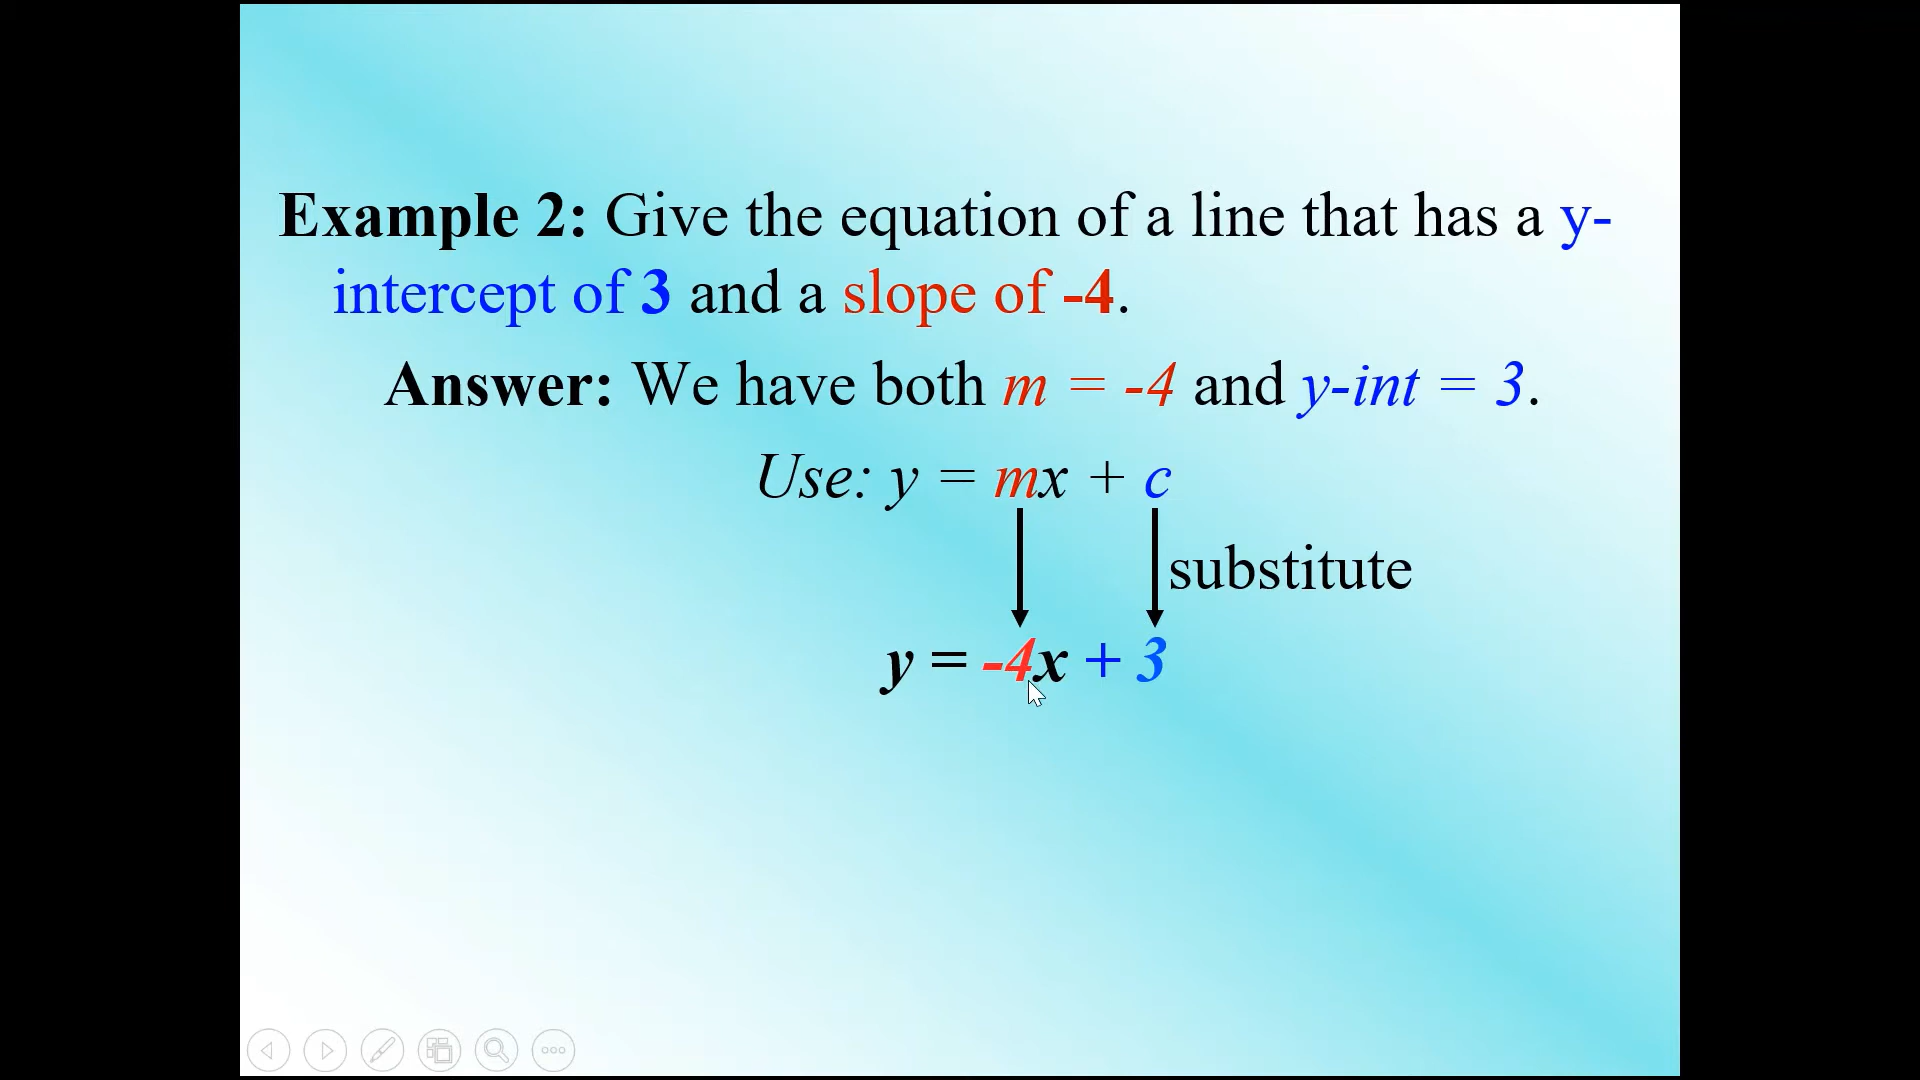 Example 2: Give the equation of a line that has a y-
intercept of 3 and a slope of -4.
Answer: We have both m = -4 and y-int = 3.
Use: y = mx + c
substitute
y = -4x + 3